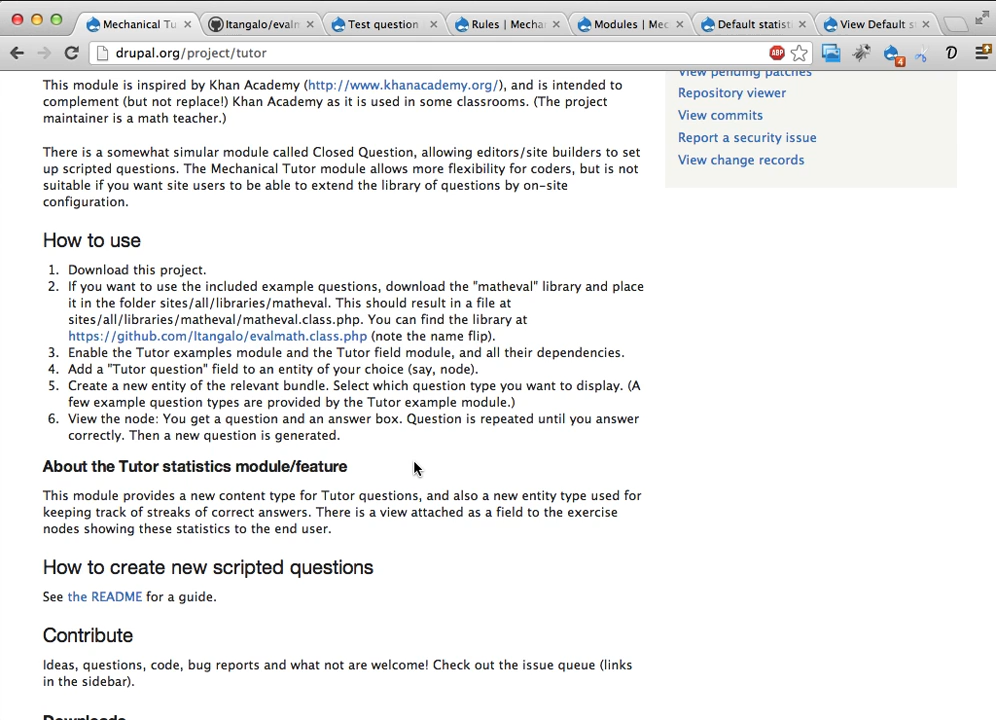 Mechanical Tu
Itangalo/evaln
Test question
Rules | Mecha
Modules | Mec
Default statist
View Default s
drupal.org/project/tutor
ABP
4
D
This module is inspired by Khan Academy (http://www.khanacademy.org/), and is intended to
complement (but not replace!) Khan Academy as it is used in some classrooms. (The project
maintainer is a math teacher.)
There is a somewhat simular module called Closed Question, allowing editors/site builders to set
up scripted questions. The Mechanical Tutor module allows more flexibility for coders, but is not
suitable if you want site users to be able to extend the library of questions by on-site
configuration.
How to use
1. Download this project.
2. If you want to use the included example questions, download the "matheval" library and place
it in the folder sites/all/libraries/matheval. This should result in a file at
sites/all/libraries/matheval/matheval.class.php. You can find the library at
https://github.com/Itangalo/evalmath.class.php (note the name flip).
3. Enable the Tutor examples module and the Tutor field module, and all their dependencies.
4. Add a "Tutor question" field to an entity of your choice (say, node).
5. Create a new entity of the relevant bundle. Select which question type you want to display. (A
few example question types are provided by the Tutor example module.)
6. View the node: You get a question and an answer box. Question is repeated until you answer
correctly. Then a new question is generated.
About the Tutor statistics module/feature
This module provides a new content type for Tutor questions, and also a new entity type used for
keeping track of streaks of correct answers. There is a view attached as a field to the exercise
nodes showing these statistics to the end user.
How to create new scripted questions
See the README for a guide.
Contribute
Ideas, questions, code, bug reports and what not are welcome! Check out the issue queue (links
in the sidebar).
Downloads
View pending patches
Repository viewer
View commits
Report a security issue
View change records